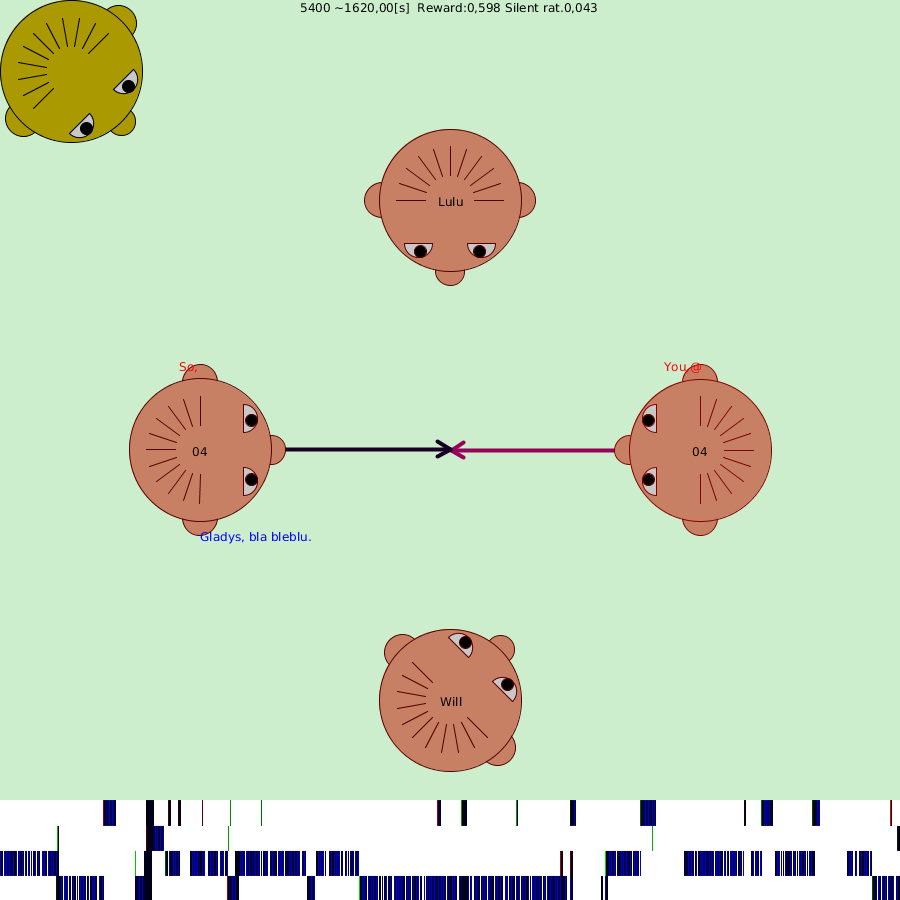 5400 ~1620,00[s]  Reward:0,598 Silent rat.0,043
Lulu
So,
You,@
04
04
Gladys, bla bleblu.
Will